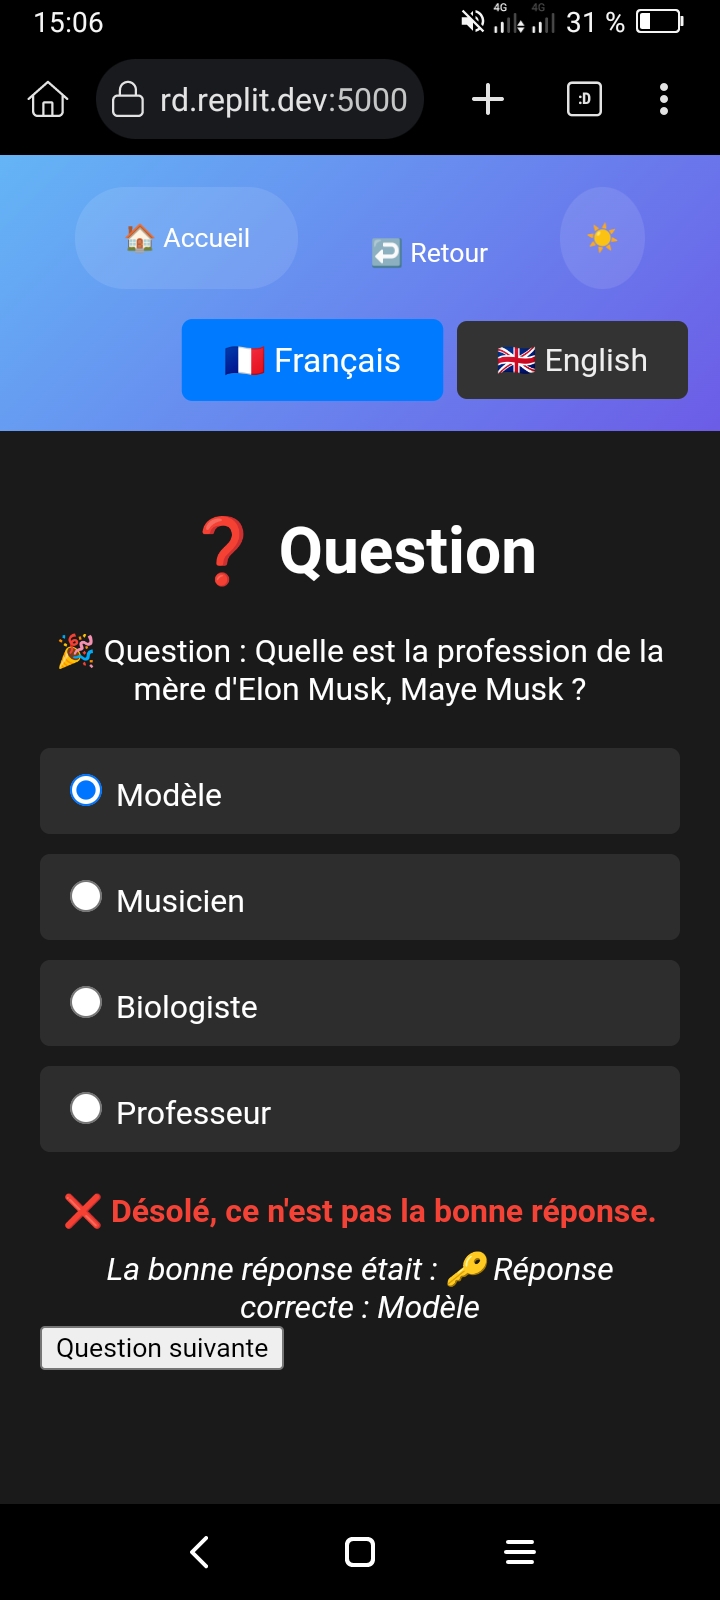 15:06
4G 4G 31 %
rd.replit.dev:5000
:D
🏠 Accueil
↩️ Retour
☀️
🇫🇷 Français
🇬🇧 English
❓ Question
🎉 Question : Quelle est la profession de la
mère d'Elon Musk, Maye Musk ?
Modèle
Musicien
Biologiste
Professeur
❌ Désolé, ce n'est pas la bonne réponse.
La bonne réponse était : 🔑 Réponse
correcte : Modèle
Question suivante